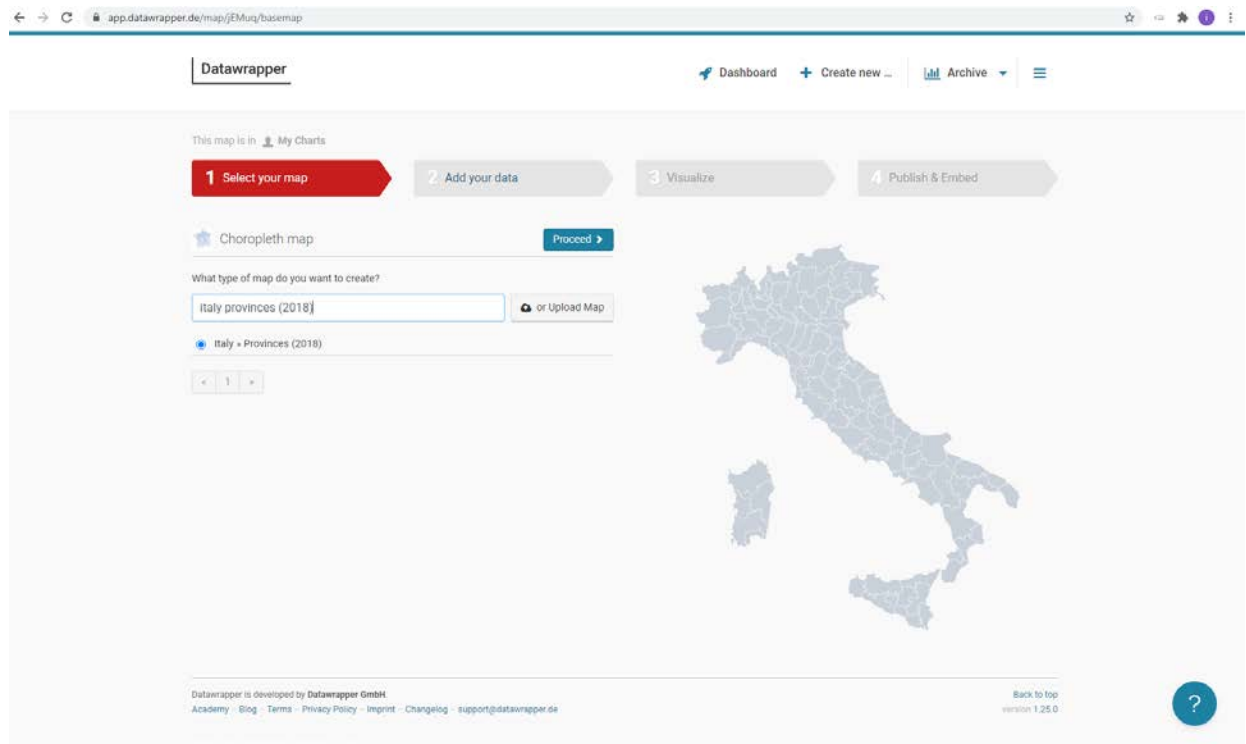 app.datawrapper.de/map/jEMuq/basemap
i
Datawrapper
Dashboard
Create new ...
Archive
This map is in My Charts
1 Select your map
2 Add your data
3 Visualize
4 Publish & Embed
Choropleth map
Proceed >
What type of map do you want to create?
italy provinces (2018)
or Upload Map
Italy » Provinces (2018)
« 1 »
Datawrapper is developed by Datawrapper GmbH.
Academy – Blog – Terms – Privacy Policy – Imprint – Changelog – support@datawrapper.de
Back to top
version 1.25.0
?